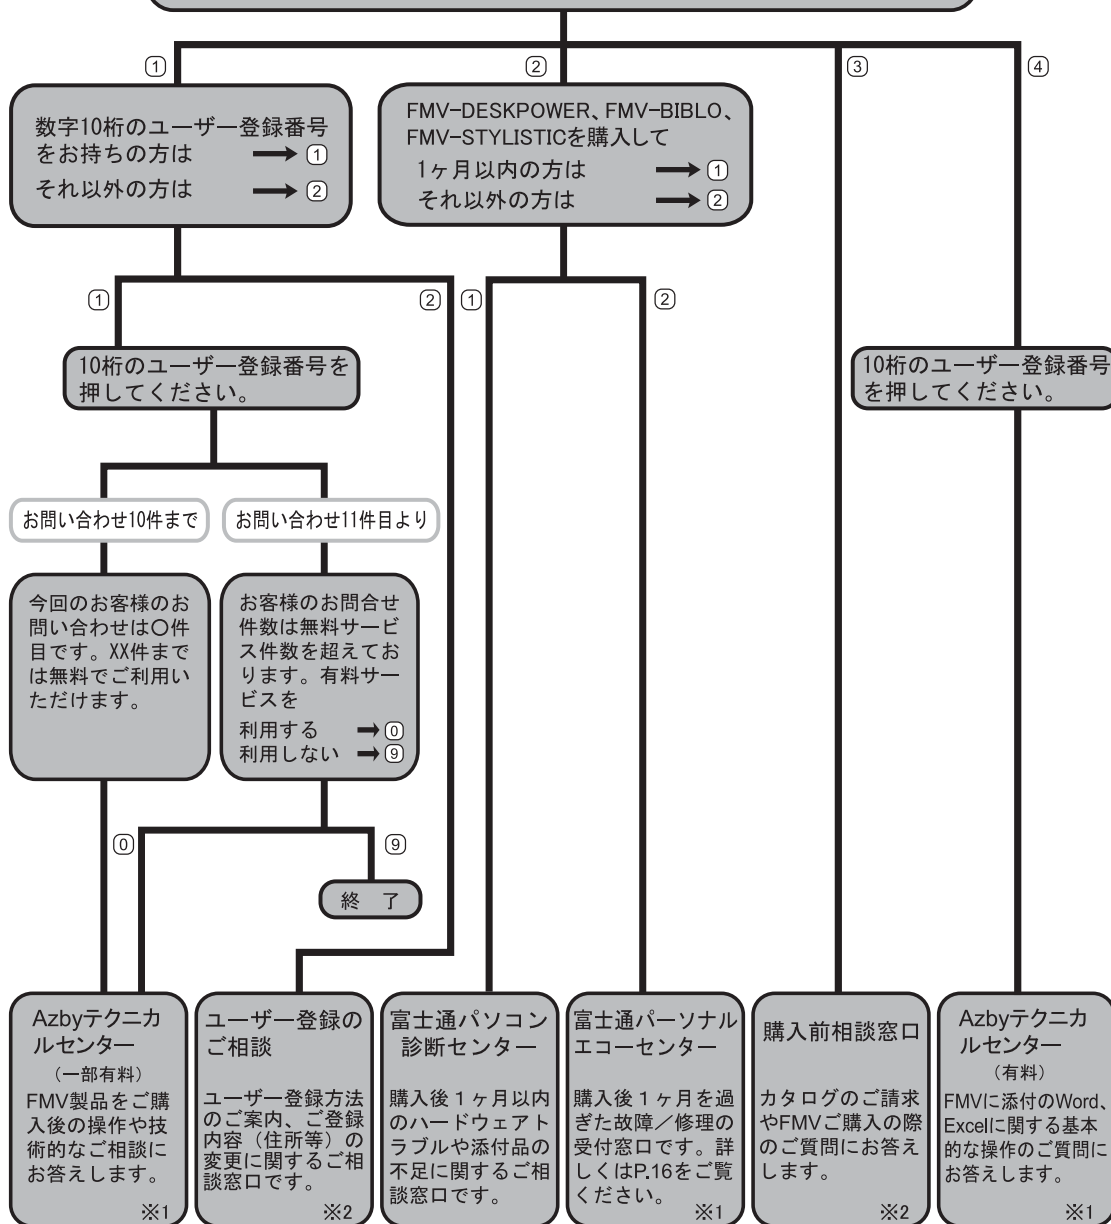 ①
②
③
④
数字10桁のユーザー登録番号
をお持ちの方は → ①
それ以外の方は → ②
FMV-DESKPOWER、FMV-BIBLO、
FMV-STYLISTICを購入して
1ヶ月以内の方は → ①
それ以外の方は → ②
①
②
①
②
10桁のユーザー登録番号を
押してください。
10桁のユーザー登録番号
を押してください。
お問い合わせ10件まで
お問い合わせ11件目より
今回のお客様のお
問い合わせは〇件
目です。XX件まで
は無料でご利用い
ただけます。
お客様のお問合せ
件数は無料サービ
ス件数を超えてお
ります。有料サー
ビスを
利用する → ⓪
利用しない → ⑨
⓪
⑨
終 了
Azbyテクニカ
ルセンター
(一部有料)
FMV製品をご購
入後の操作や技
術的なご相談に
お答えします。
※1
ユーザー登録の
ご相談
ユーザー登録方法
のご案内、ご登録
内容(住所等)の
変更に関するご相
談窓口です。
※2
富士通パソコン
診断センター
購入後1ヶ月以内
のハードウェアト
ラブルや添付品の
不足に関するご相
談窓口です。
富士通パーソナル
エコーセンター
購入後1ヶ月を過
ぎた故障/修理の
受付窓口です。詳
しくはP.16をご覧
ください。
※1
購入前相談窓口
カタログのご請求
やFMVご購入の際
のご質問にお答え
します。
※2
Azbyテクニカ
ルセンター
(有料)
FMVに添付のWord、
Excelに関する基本
的な操作のご質問に
お答えします。
※1